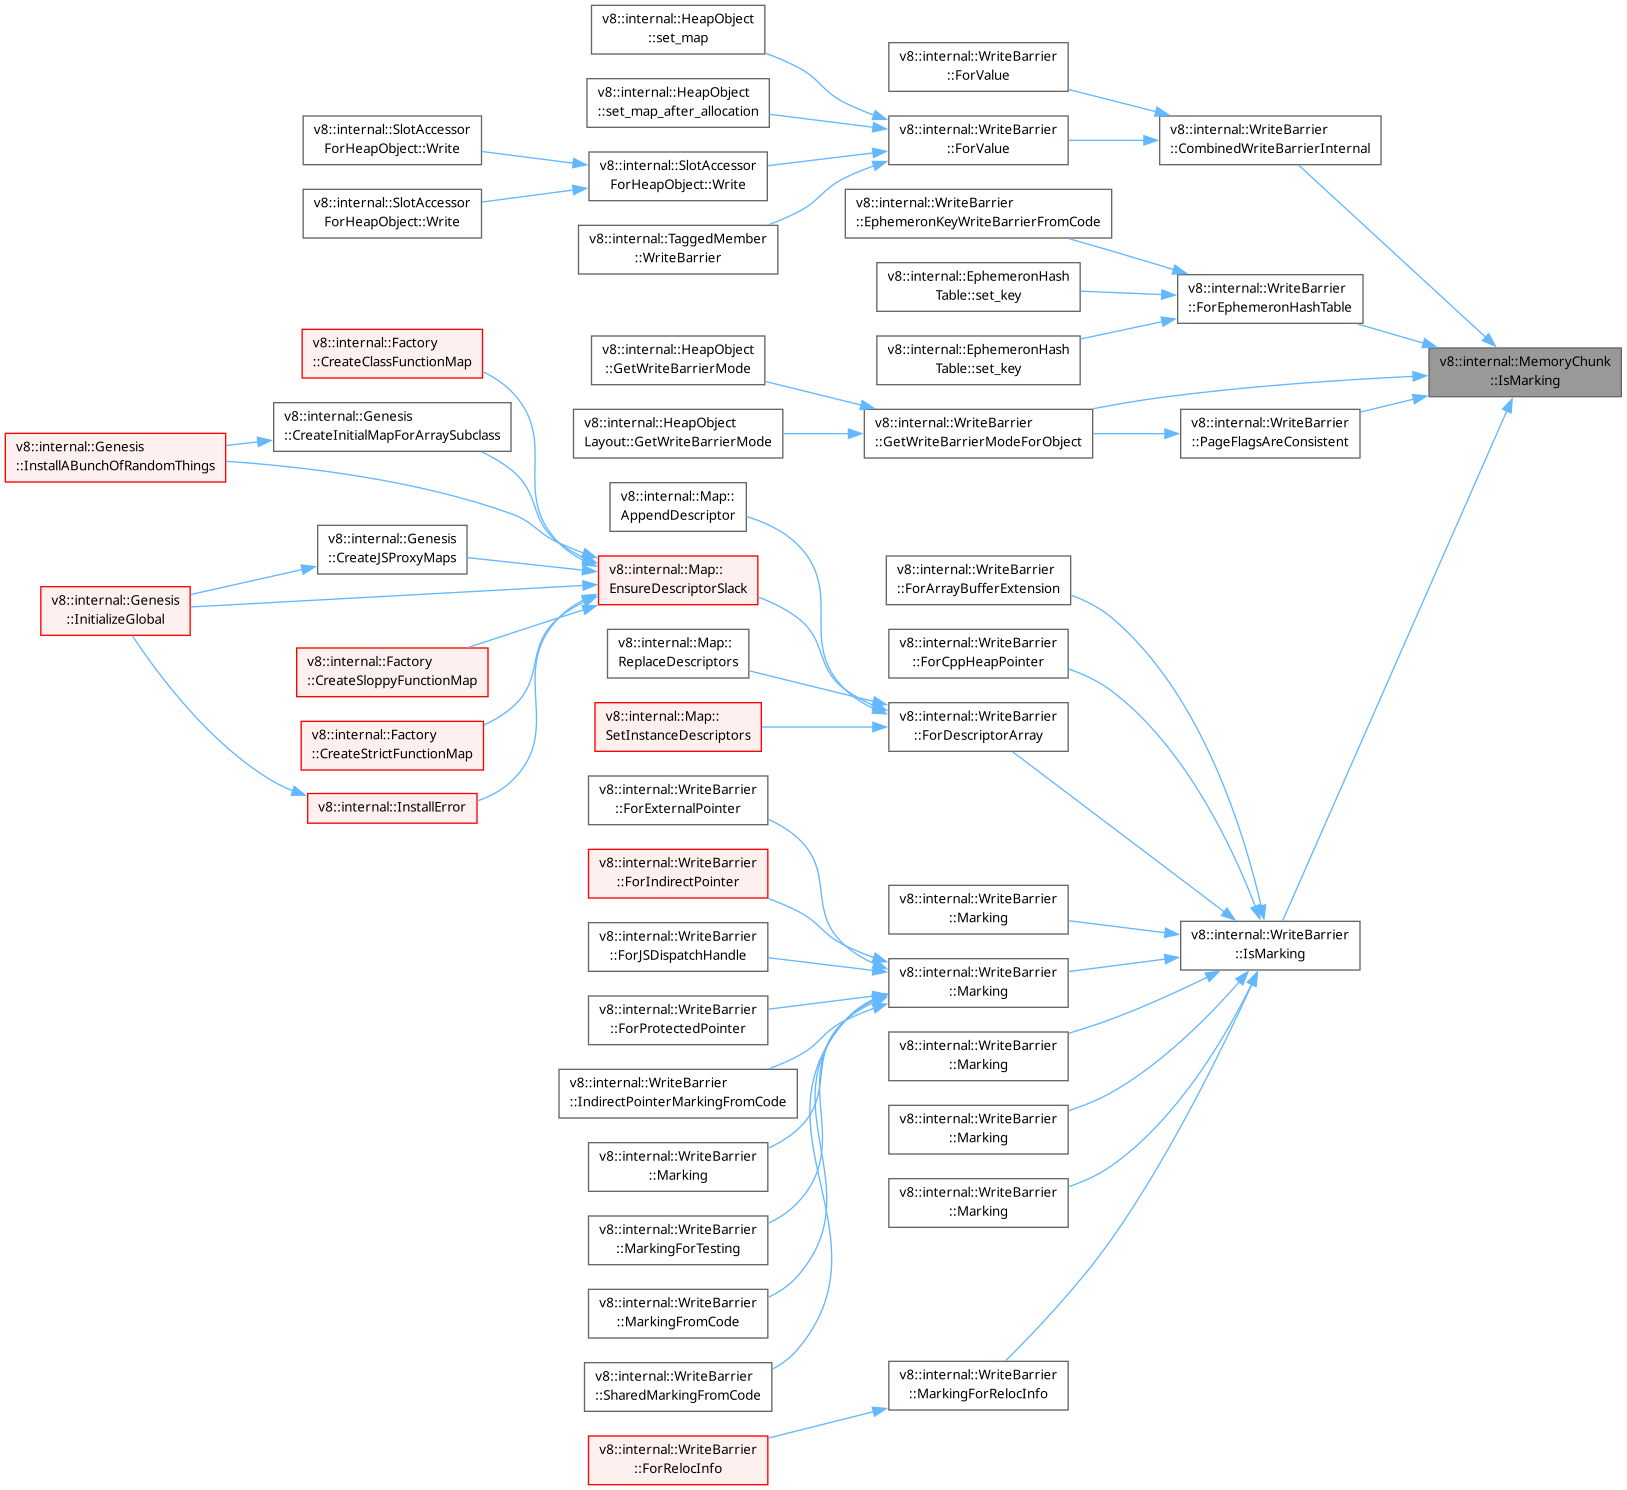 v8::internal::HeapObject
::set_map
v8::internal::HeapObject
::set_map_after_allocation
v8::internal::SlotAccessor
ForHeapObject::Write
v8::internal::SlotAccessor
ForHeapObject::Write
v8::internal::SlotAccessor
ForHeapObject::Write
v8::internal::TaggedMember
::WriteBarrier
v8::internal::WriteBarrier
::ForValue
v8::internal::WriteBarrier
::ForValue
v8::internal::WriteBarrier
::CombinedWriteBarrierInternal
v8::internal::WriteBarrier
::EphemeronKeyWriteBarrierFromCode
v8::internal::EphemeronHash
Table::set_key
v8::internal::EphemeronHash
Table::set_key
v8::internal::WriteBarrier
::ForEphemeronHashTable
v8::internal::MemoryChunk
::IsMarking
v8::internal::HeapObject
::GetWriteBarrierMode
v8::internal::HeapObject
Layout::GetWriteBarrierMode
v8::internal::WriteBarrier
::GetWriteBarrierModeForObject
v8::internal::WriteBarrier
::PageFlagsAreConsistent
v8::internal::Factory
::CreateClassFunctionMap
v8::internal::Genesis
::CreateInitialMapForArraySubclass
v8::internal::Genesis
::InstallABunchOfRandomThings
v8::internal::Genesis
::CreateJSProxyMaps
v8::internal::Genesis
::InitializeGlobal
v8::internal::Factory
::CreateSloppyFunctionMap
v8::internal::Factory
::CreateStrictFunctionMap
v8::internal::InstallError
v8::internal::Map::
AppendDescriptor
v8::internal::Map::
EnsureDescriptorSlack
v8::internal::Map::
ReplaceDescriptors
v8::internal::Map::
SetInstanceDescriptors
v8::internal::WriteBarrier
::ForArrayBufferExtension
v8::internal::WriteBarrier
::ForCppHeapPointer
v8::internal::WriteBarrier
::ForDescriptorArray
v8::internal::WriteBarrier
::ForExternalPointer
v8::internal::WriteBarrier
::ForIndirectPointer
v8::internal::WriteBarrier
::ForJSDispatchHandle
v8::internal::WriteBarrier
::ForProtectedPointer
v8::internal::WriteBarrier
::IndirectPointerMarkingFromCode
v8::internal::WriteBarrier
::Marking
v8::internal::WriteBarrier
::MarkingForTesting
v8::internal::WriteBarrier
::MarkingFromCode
v8::internal::WriteBarrier
::SharedMarkingFromCode
v8::internal::WriteBarrier
::ForRelocInfo
v8::internal::WriteBarrier
::Marking
v8::internal::WriteBarrier
::Marking
v8::internal::WriteBarrier
::Marking
v8::internal::WriteBarrier
::Marking
v8::internal::WriteBarrier
::Marking
v8::internal::WriteBarrier
::MarkingForRelocInfo
v8::internal::WriteBarrier
::IsMarking